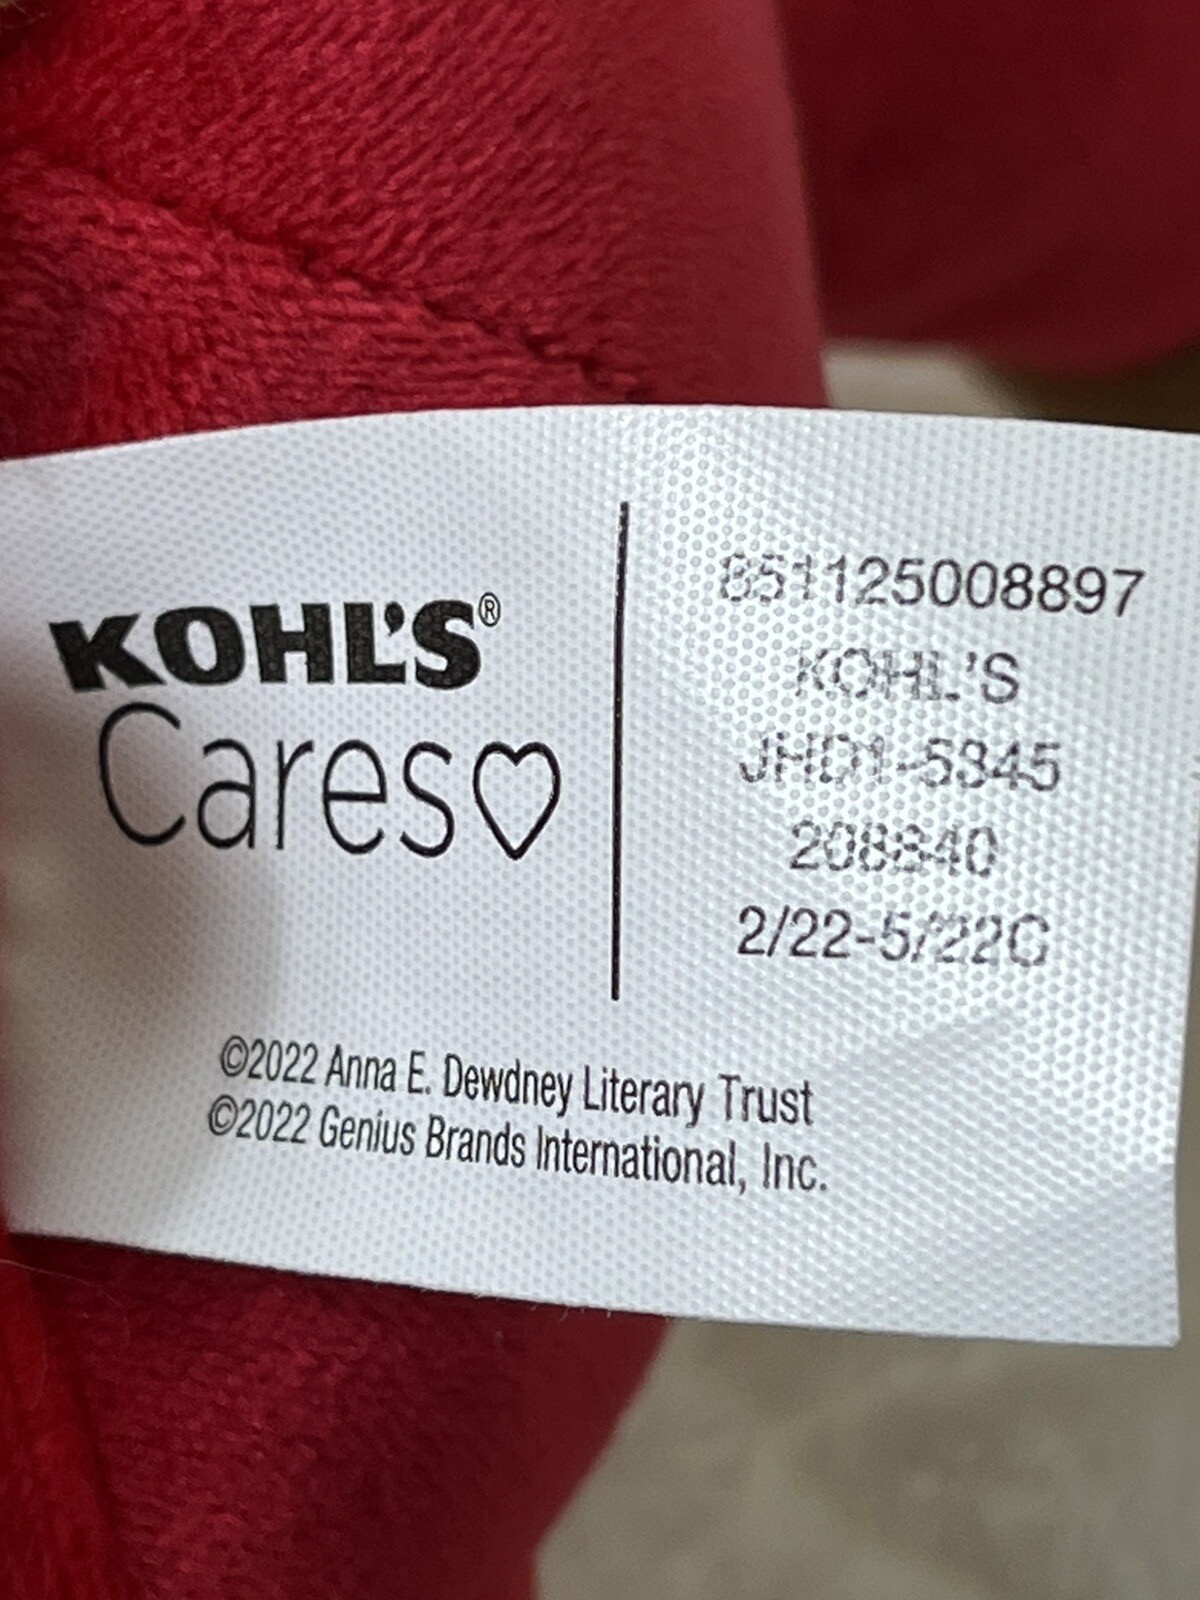 KOHL'S®
Cares♡
851125008897
KOHL'S
JHD1-5345
208840
2/22-5/22G
©2022 Anna E. Dewdney Literary Trust
©2022 Genius Brands International, Inc.